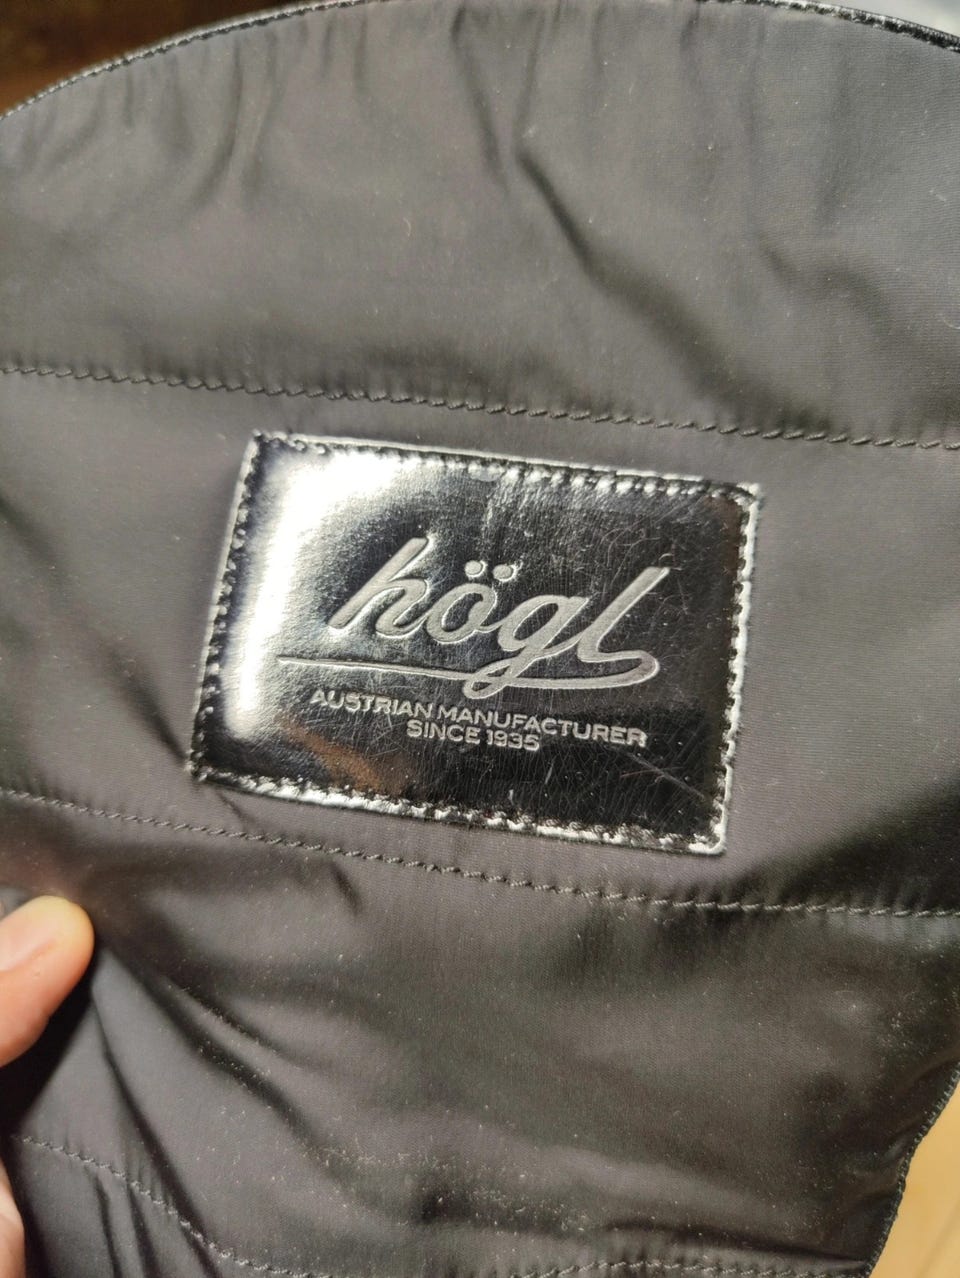 högl
AUSTRIAN MANUFACTURER
SINCE 1935